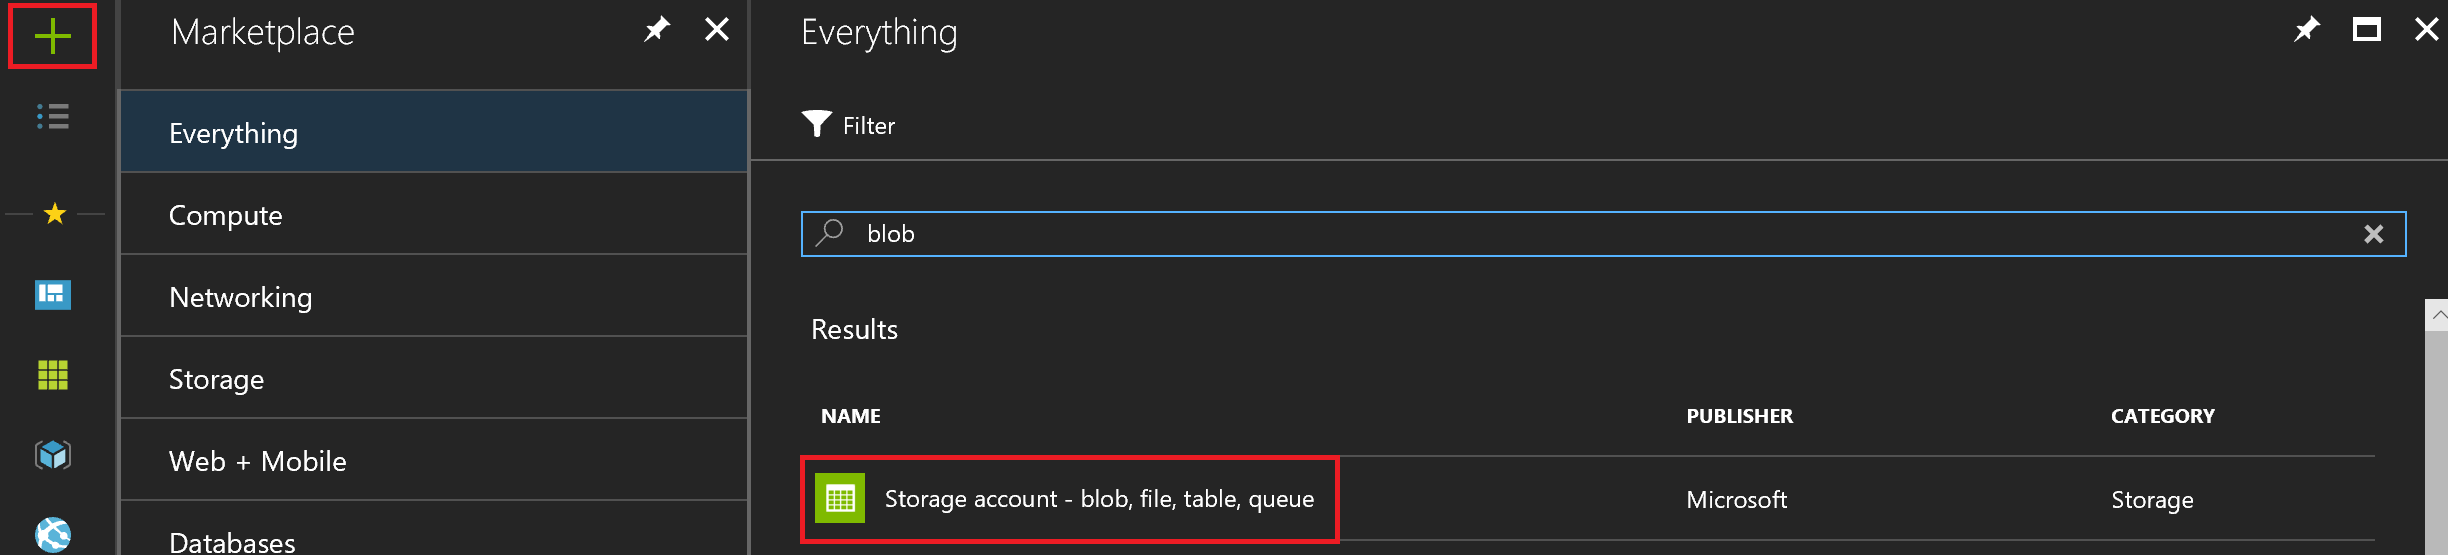 Marketplace
Everything
Compute
Networking
Storage
Web + Mobile
Databases
Everything
Filter
blob
Results
NAME PUBLISHER CATEGORY
Storage account - blob, file, table, queue Microsoft Storage